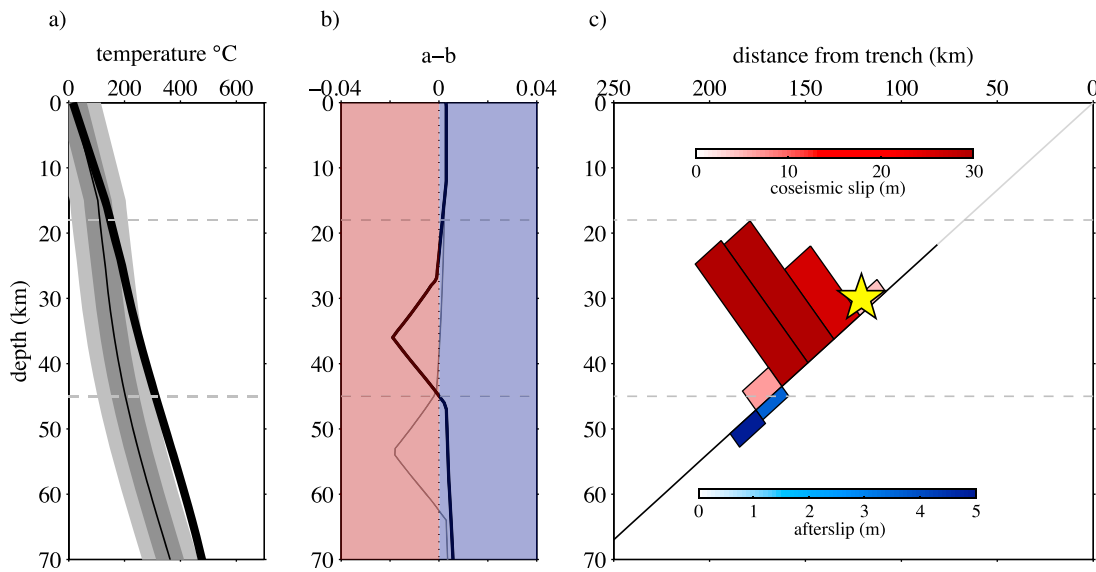 a)
b)
c)
temperature °C
a−b
distance from trench (km)
0 200 400 600
−0.04 0 0.04
250 200 150 100 50 0
depth (km)
0
10
20
30
40
50
60
70
0
10
20
30
40
50
60
70
0
10
20
30
40
50
60
70
0 10 20 30
coseismic slip (m)
0 1 2 3 4 5
afterslip (m)